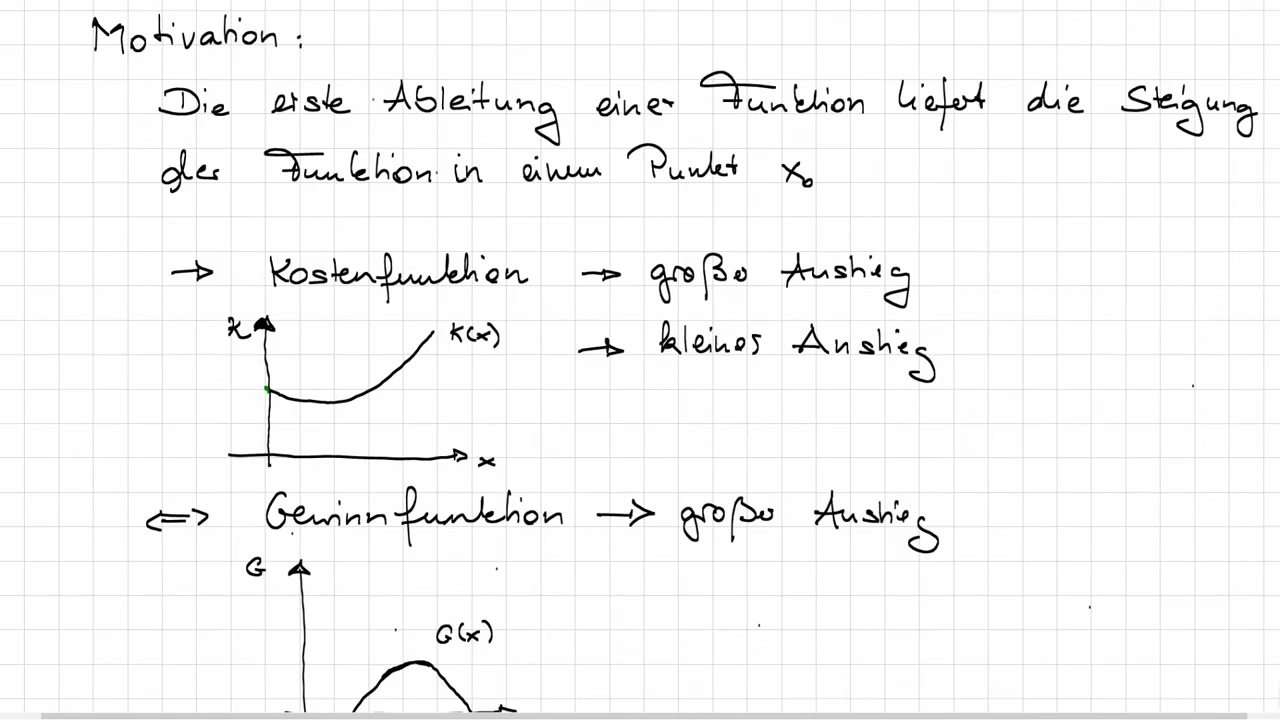 Motivation:
Die erste Ableitung einer Funktion liefert die Steigung
der Funktion in einem Punkt x₀
→ Kostenfunktion → großer Anstieg
K K(x) → kleiner Anstieg
x
⇔ Gewinnfunktion → großer Anstieg
G
G(x)